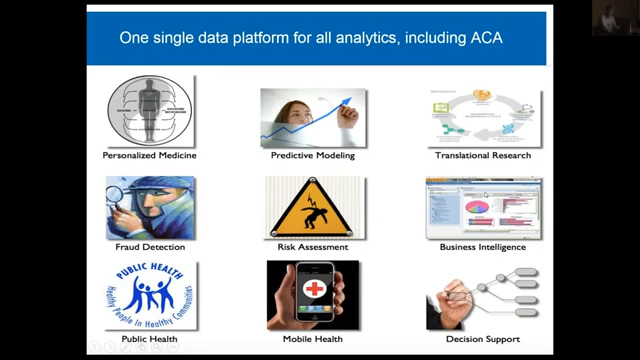 One single data platform for all analytics, including ACA
Personalized Medicine
Predictive Modeling
Translational Research
Fraud Detection
Risk Assessment
Business Intelligence
PUBLIC HEALTH
Healthy People in Healthy Communities
Public Health
Mobile Health
Decision Support